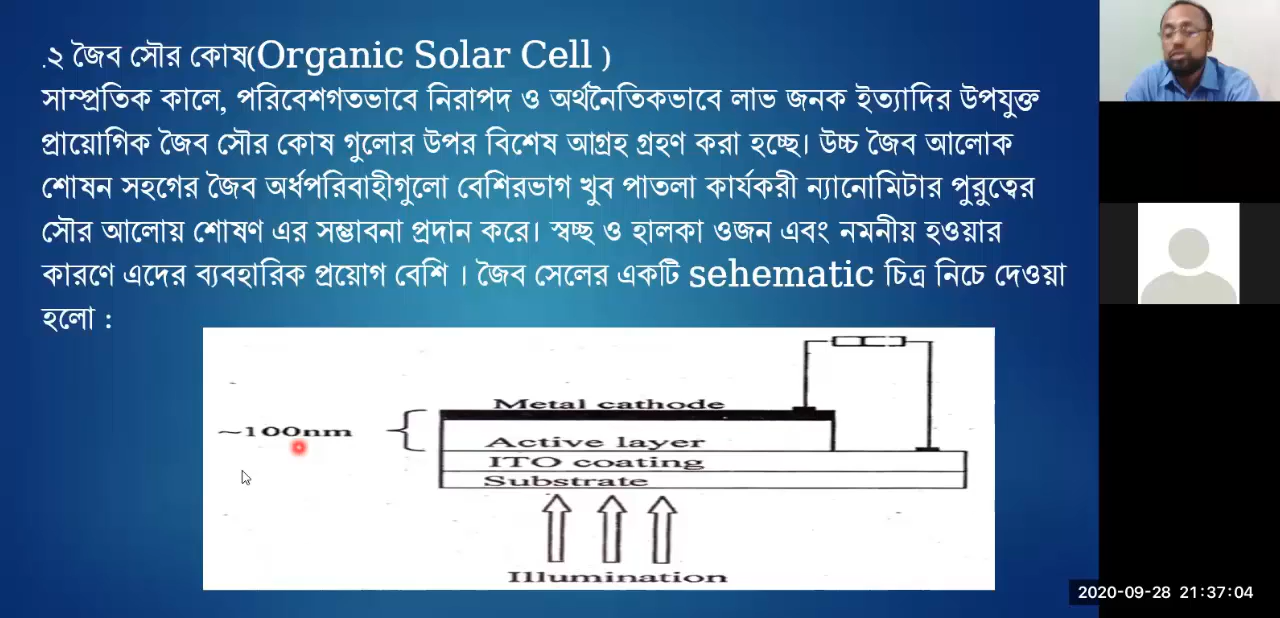 .২ জৈব সৌর কোষ(Organic Solar Cell )
সাম্প্রতিক কালে, পরিবেশগতভাবে নিরাপদ ও অর্থনৈতিকভাবে লাভ জনক ইত্যাদির উপযুক্ত
প্রায়োগিক জৈব সৌর কোষ গুলোর উপর বিশেষ আগ্রহ গ্রহণ করা হচ্ছে। উচ্চ জৈব আলোক
শোষন সহগের জৈব অর্ধপরিবাহীগুলো বেশিরভাগ খুব পাতলা কার্যকরী ন্যানোমিটার পুরুত্বের
সৌর আলোয় শোষণ এর সম্ভাবনা প্রদান করে। স্বচ্ছ ও হালকা ওজন এবং নমনীয় হওয়ার
কারণে এদের ব্যবহারিক প্রয়োগ বেশি । জৈব সেলের একটি sehematic চিত্র নিচে দেওয়া
হলো :
Metal cathode
~100nm
Active layer
ITO coating
Substrate
Illumination
2020-09-28 21:37:04